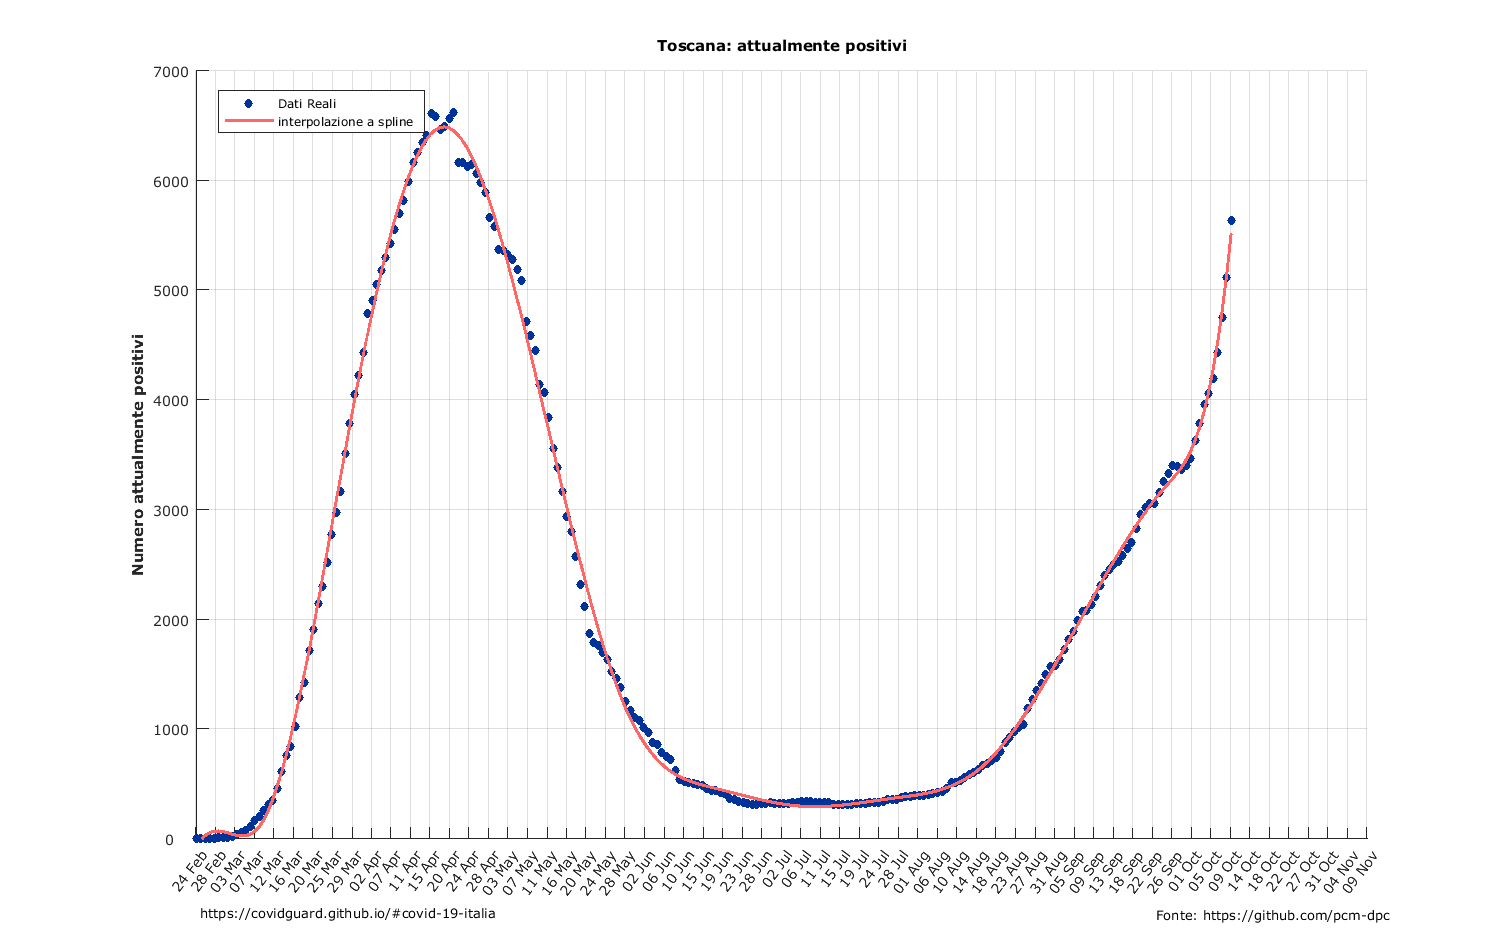 Toscana: attualmente positivi
7000
6000
5000
4000
3000
2000
1000
0
Numero attualmente positivi
Dati Reali
interpolazione a spline
24 Feb
28 Feb
03 Mar
07 Mar
12 Mar
16 Mar
20 Mar
25 Mar
29 Mar
02 Apr
07 Apr
11 Apr
15 Apr
20 Apr
24 Apr
28 Apr
03 May
07 May
11 May
16 May
20 May
24 May
28 May
02 Jun
06 Jun
10 Jun
15 Jun
19 Jun
23 Jun
28 Jun
02 Jul
06 Jul
11 Jul
15 Jul
19 Jul
24 Jul
28 Jul
01 Aug
06 Aug
10 Aug
14 Aug
18 Aug
23 Aug
27 Aug
31 Aug
05 Sep
09 Sep
13 Sep
18 Sep
22 Sep
26 Sep
01 Oct
05 Oct
09 Oct
14 Oct
18 Oct
22 Oct
27 Oct
31 Oct
04 Nov
09 Nov
https://covidguard.github.io/#covid-19-italia
Fonte: https://github.com/pcm-dpc